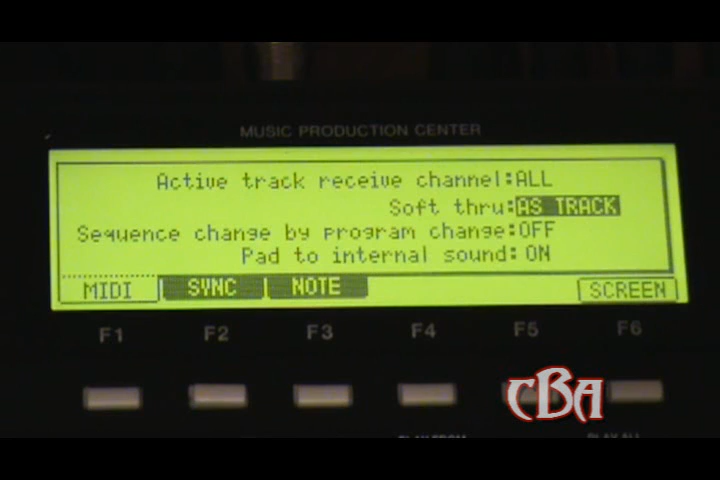 MUSIC PRODUCTION CENTER
Active track receive channel:ALL
Soft thru:AS TRACK
Sequence change by program change:OFF
Pad to internal sound:ON
MIDI SYNC NOTE SCREEN
F1 F2 F3 F4 F5 F6
CBA